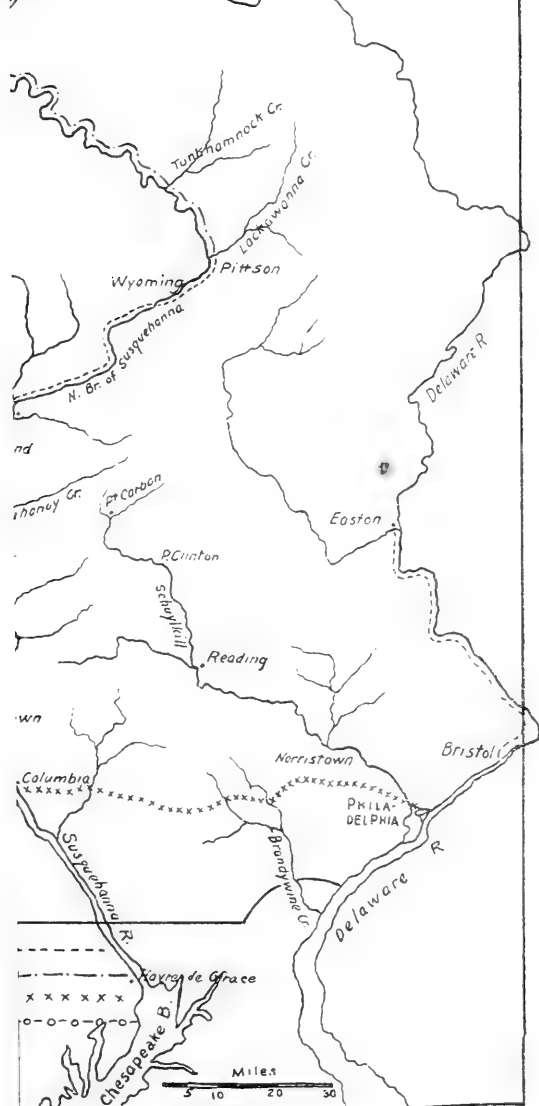 Tunkhamnock Cr.
Lackawanna Cr.
Pittson
Wyoming
N. Br. of Susquehanna
Delaware R
nd
hanoy Cr.
Pt Carbon
Easton
P. Clinton
Schuylkill
Reading
wn
Bristol
Norristown
Columbia
PHILA-
DELPHIA
Susquehanna R.
Brandywine Cr.
Delaware R
Havre de Grace
Chesapeake B.
Miles
5 10 20 30